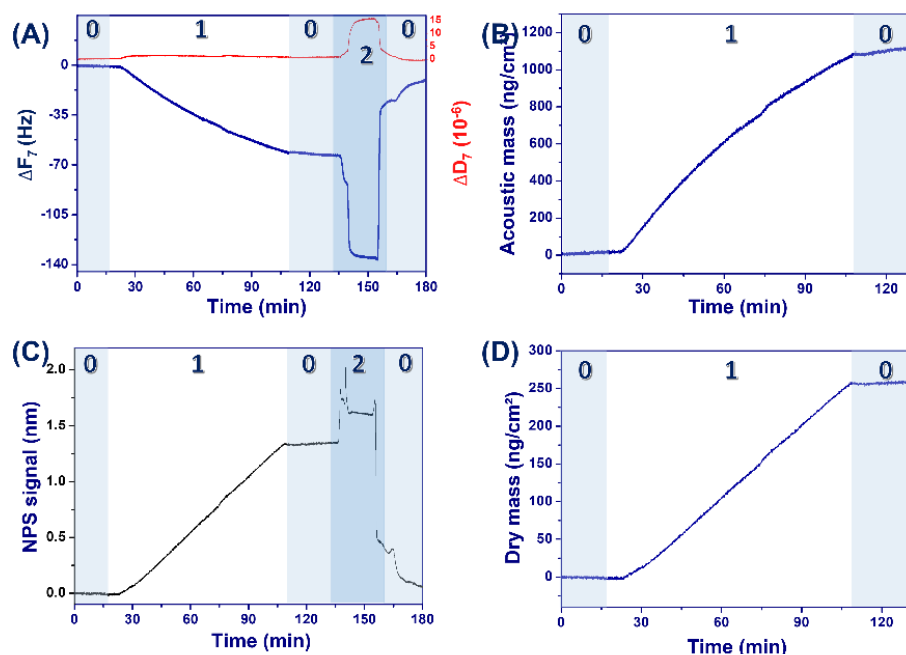 (A)
0 1 0 2 0
15
10
5
0
0
-35
-70
-105
-140
ΔF₇ (Hz)
ΔD₇ (10⁻⁶)
0 30 60 90 120 150 180
Time (min)
(B)
0 1 0
1200
1000
800
600
400
200
0
Acoustic mass (ng/cm²)
0 30 60 90 120
Time (min)
(C)
0 1 0 2 0
2.0
1.5
1.0
0.5
0.0
NPS signal (nm)
0 30 60 90 120 150 180
Time (min)
(D)
0 1 0
300
250
200
150
100
50
0
Dry mass (ng/cm²)
0 30 60 90 120
Time (min)